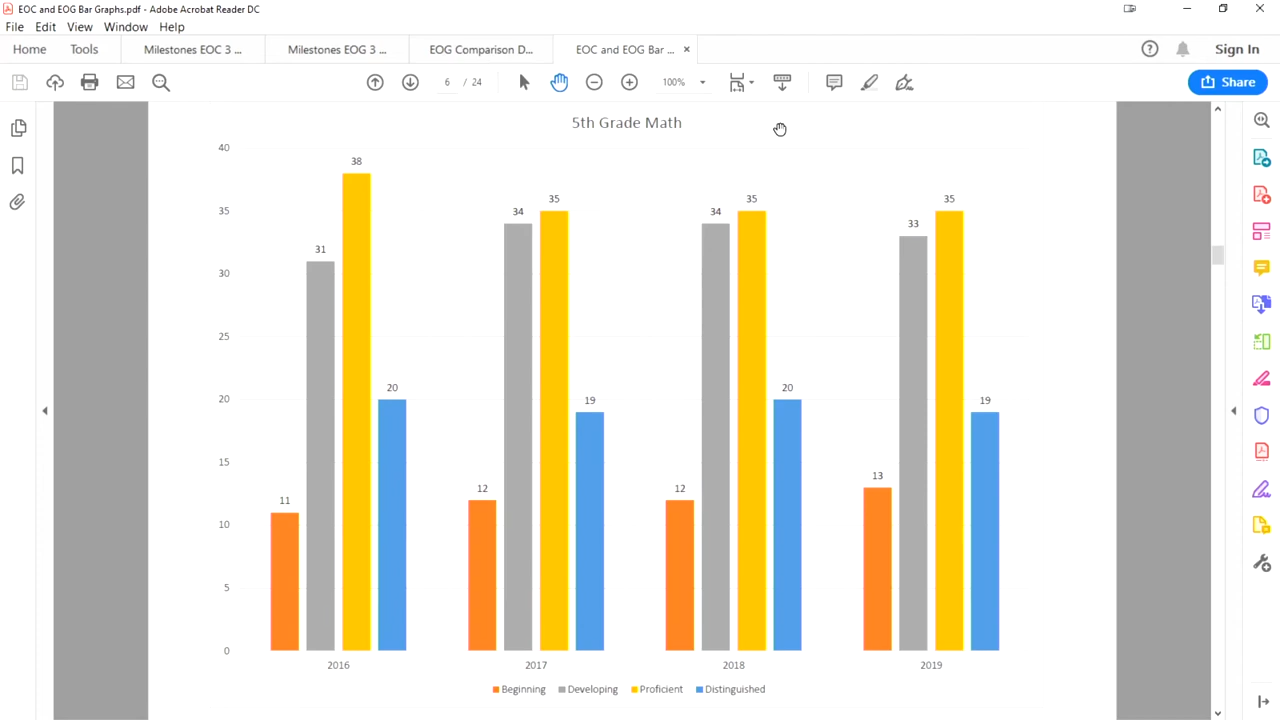 EOC and EOG Bar Graphs.pdf - Adobe Acrobat Reader DC
File Edit View Window Help
Home Tools Milestones EOC 3 ... Milestones EOG 3 ... EOG Comparison D... EOC and EOG Bar ... × Sign In
6 / 24 100% Share
5th Grade Math
40
38
35 35 35 35
34 34 33
31
30
25
20 20 19 20 19
15
13
12 12
11
10
5
0
2016 2017 2018 2019
Beginning Developing Proficient Distinguished